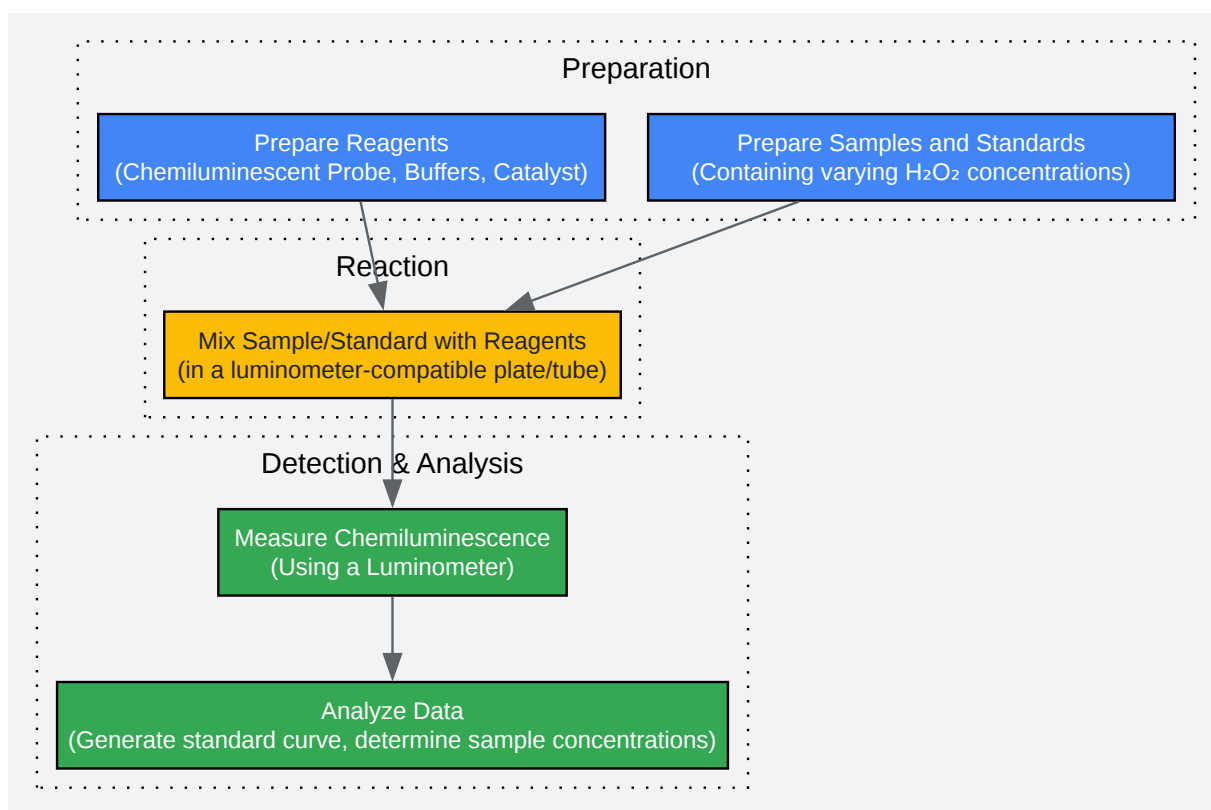 Preparation
Prepare Reagents
(Chemiluminescent Probe, Buffers, Catalyst)
Prepare Samples and Standards
(Containing varying H₂O₂ concentrations)
Reaction
Mix Sample/Standard with Reagents
(in a luminometer-compatible plate/tube)
Detection & Analysis
Measure Chemiluminescence
(Using a Luminometer)
Analyze Data
(Generate standard curve, determine sample concentrations)